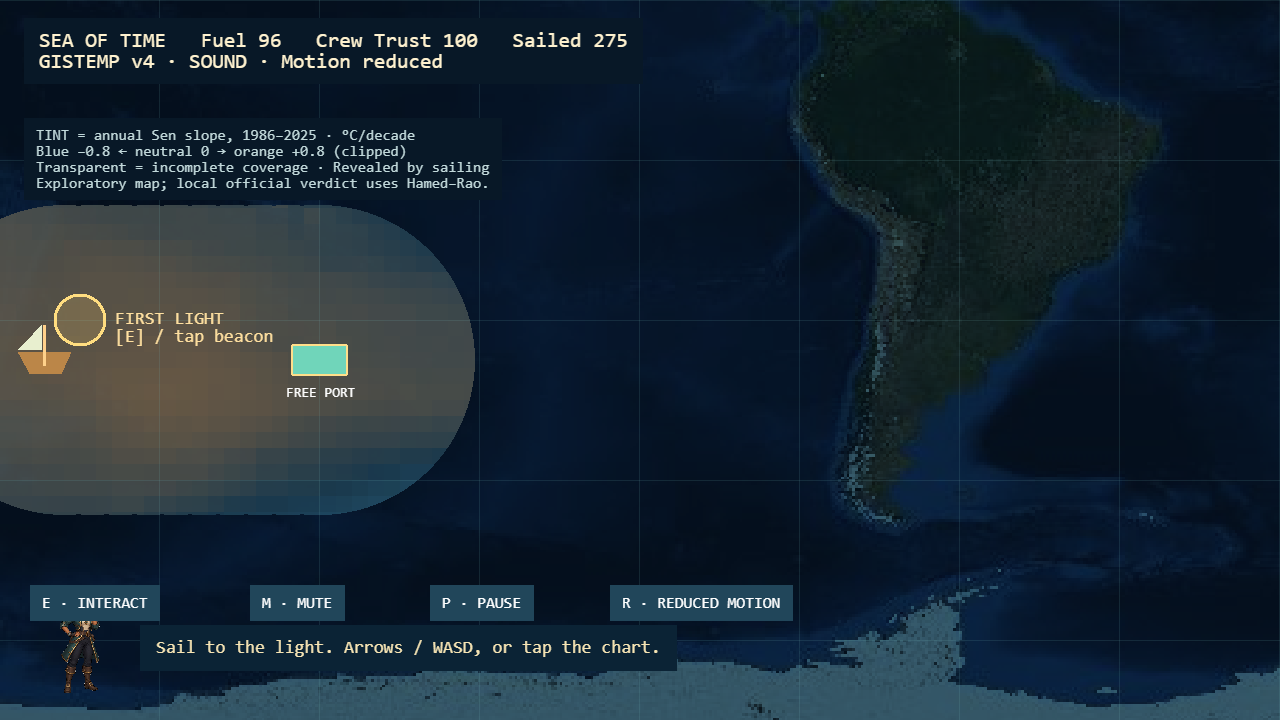 SEA OF TIME   Fuel 96   Crew Trust 100   Sailed 275
GISTEMP v4 · SOUND · Motion reduced
TINT = annual Sen slope, 1986–2025 · °C/decade
Blue −0.8 ← neutral 0 → orange +0.8 (clipped)
Transparent = incomplete coverage · Revealed by sailing
Exploratory map; local official verdict uses Hamed–Rao.
FIRST LIGHT
[E] / tap beacon
FREE PORT
E · INTERACT
M · MUTE
P · PAUSE
R · REDUCED MOTION
Sail to the light. Arrows / WASD, or tap the chart.